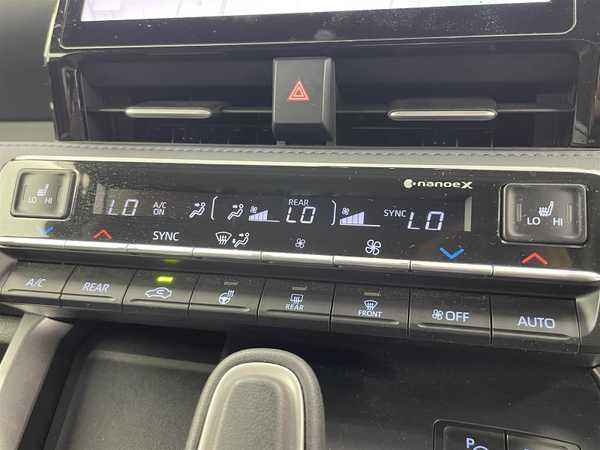 nanoeX
LO HI
LO A/C ON REAR LO SYNC LO
LO HI
SYNC
A/C REAR REAR FRONT OFF AUTO
P